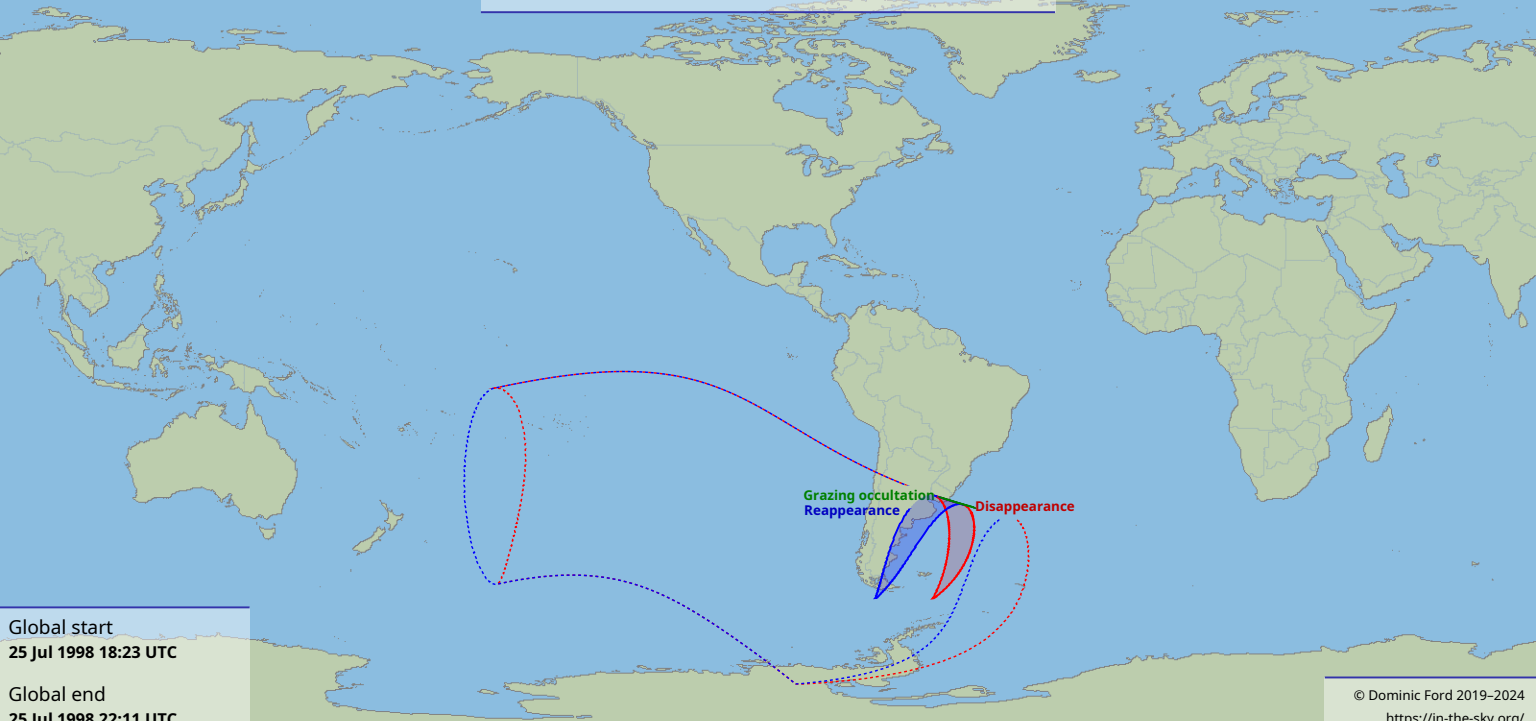 Grazing occultation
Reappearance
Disappearance
Global start
25 Jul 1998 18:23 UTC
Global end
25 Jul 1998 22:11 UTC
© Dominic Ford 2019–2024
https://in-the-sky.org/